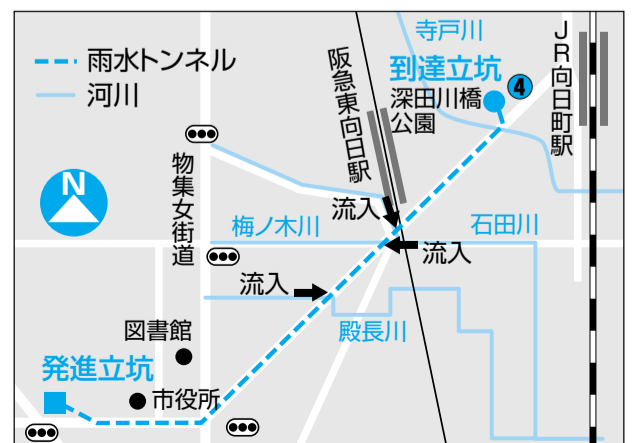 雨水トンネル
河川
N
物集女街道
阪急東向日駅
寺戸川
到達立坑
4
深田川橋
公園
JR向日町駅
流入
梅ノ木川
石田川
流入
流入
殿長川
図書館
発進立坑
市役所